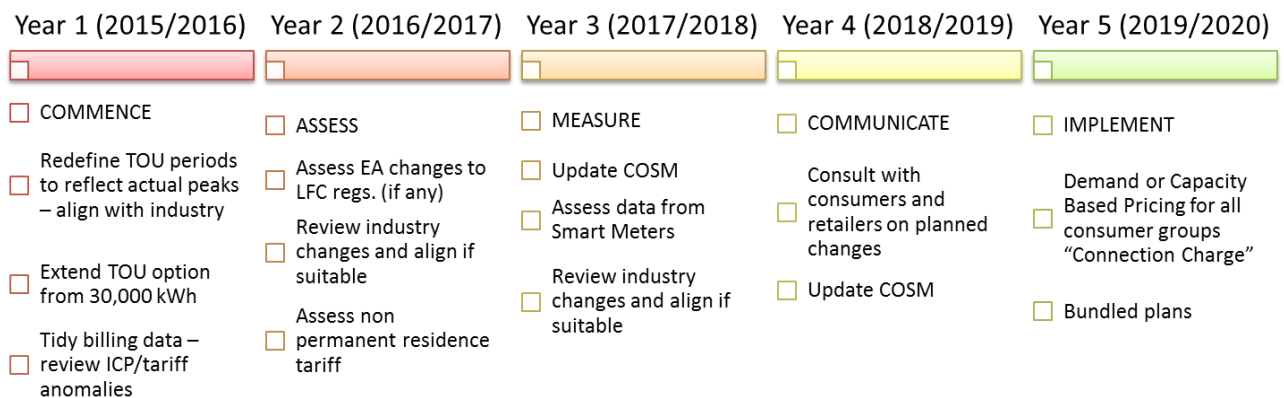 Year 1 (2015/2016)
COMMENCE
Redefine TOU periods
to reflect actual peaks
– align with industry
Extend TOU option
from 30,000 kWh
Tidy billing data –
review ICP/tariff
anomalies
Year 2 (2016/2017)
ASSESS
Assess EA changes to
LFC regs. (if any)
Review industry
changes and align if
suitable
Assess non
permanent residence
tariff
Year 3 (2017/2018)
MEASURE
Update COSM
Assess data from
Smart Meters
Review industry
changes and align if
suitable
Year 4 (2018/2019)
COMMUNICATE
Consult with
consumers and
retailers on planned
changes
Update COSM
Year 5 (2019/2020)
IMPLEMENT
Demand or Capacity
Based Pricing for all
consumer groups
“Connection Charge”
Bundled plans